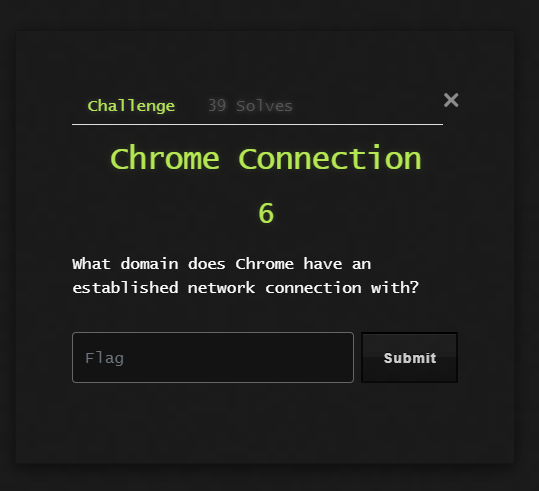 Challenge 39 Solves ×
Chrome Connection
6
What domain does Chrome have an
established network connection with?
Flag Submit